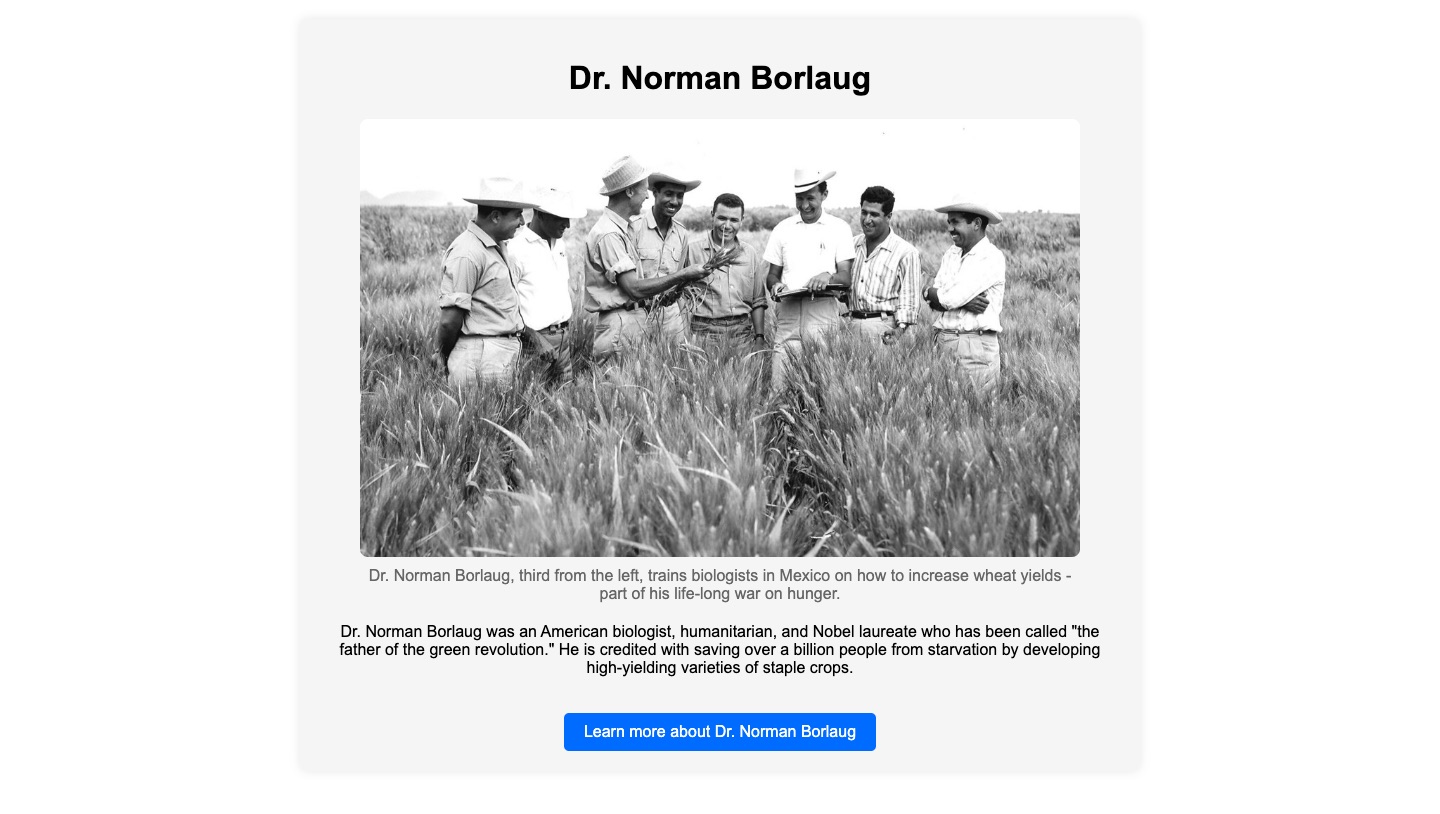 Dr. Norman Borlaug
Dr. Norman Borlaug, third from the left, trains biologists in Mexico on how to increase wheat yields -
part of his life-long war on hunger.
Dr. Norman Borlaug was an American biologist, humanitarian, and Nobel laureate who has been called "the
father of the green revolution." He is credited with saving over a billion people from starvation by developing
high-yielding varieties of staple crops.
Learn more about Dr. Norman Borlaug